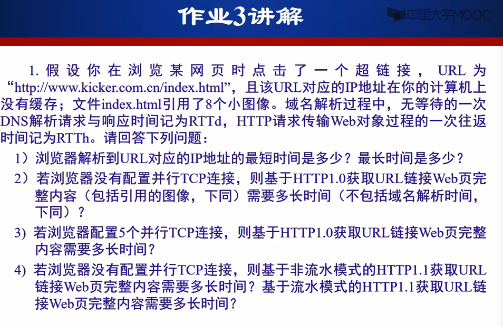 作业3讲解
中国大学MOOC
1. 假设你在浏览某网页时点击了一个超链接，URL为
“http://www.kicker.com.cn/index.html”，且该URL对应的IP地址在你的计算机上
没有缓存；文件index.html引用了8个小图像。域名解析过程中，无等待的一次
DNS解析请求与响应时间记为RTTd，HTTP请求传输Web对象过程的一次往返
时间记为RTTh。请回答下列问题：
1）浏览器解析到URL对应的IP地址的最短时间是多少？最长时间是多少？
2）若浏览器没有配置并行TCP连接，则基于HTTP1.0获取URL链接Web页完
整内容（包括引用的图像，下同）需要多长时间（不包括域名解析时间，
下同）？
3）若浏览器配置5个并行TCP连接，则基于HTTP1.0获取URL链接Web页完整
内容需要多长时间？
4）若浏览器没有配置并行TCP连接，则基于非流水模式的HTTP1.1获取URL
链接Web页完整内容需要多长时间？基于流水模式的HTTP1.1获取URL链
接Web页完整内容需要多长时间？